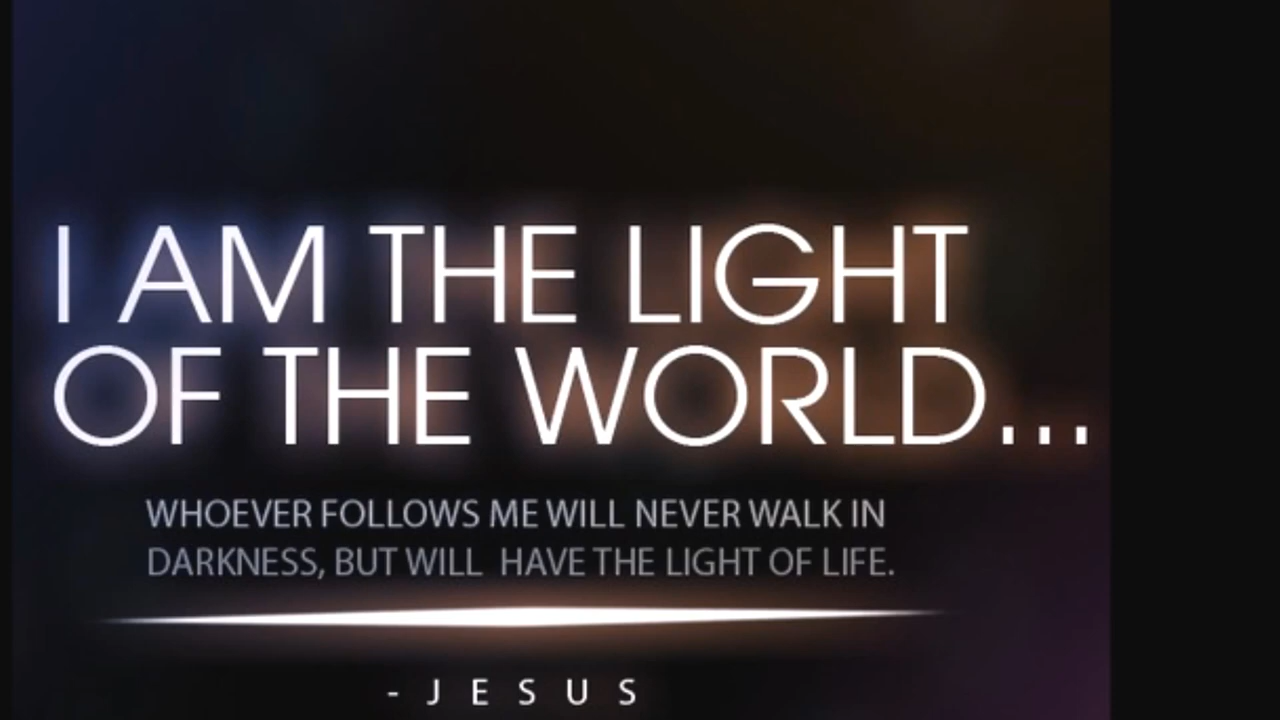 I AM THE LIGHT
OF THE WORLD...
WHOEVER FOLLOWS ME WILL NEVER WALK IN
DARKNESS, BUT WILL HAVE THE LIGHT OF LIFE.
- JESUS